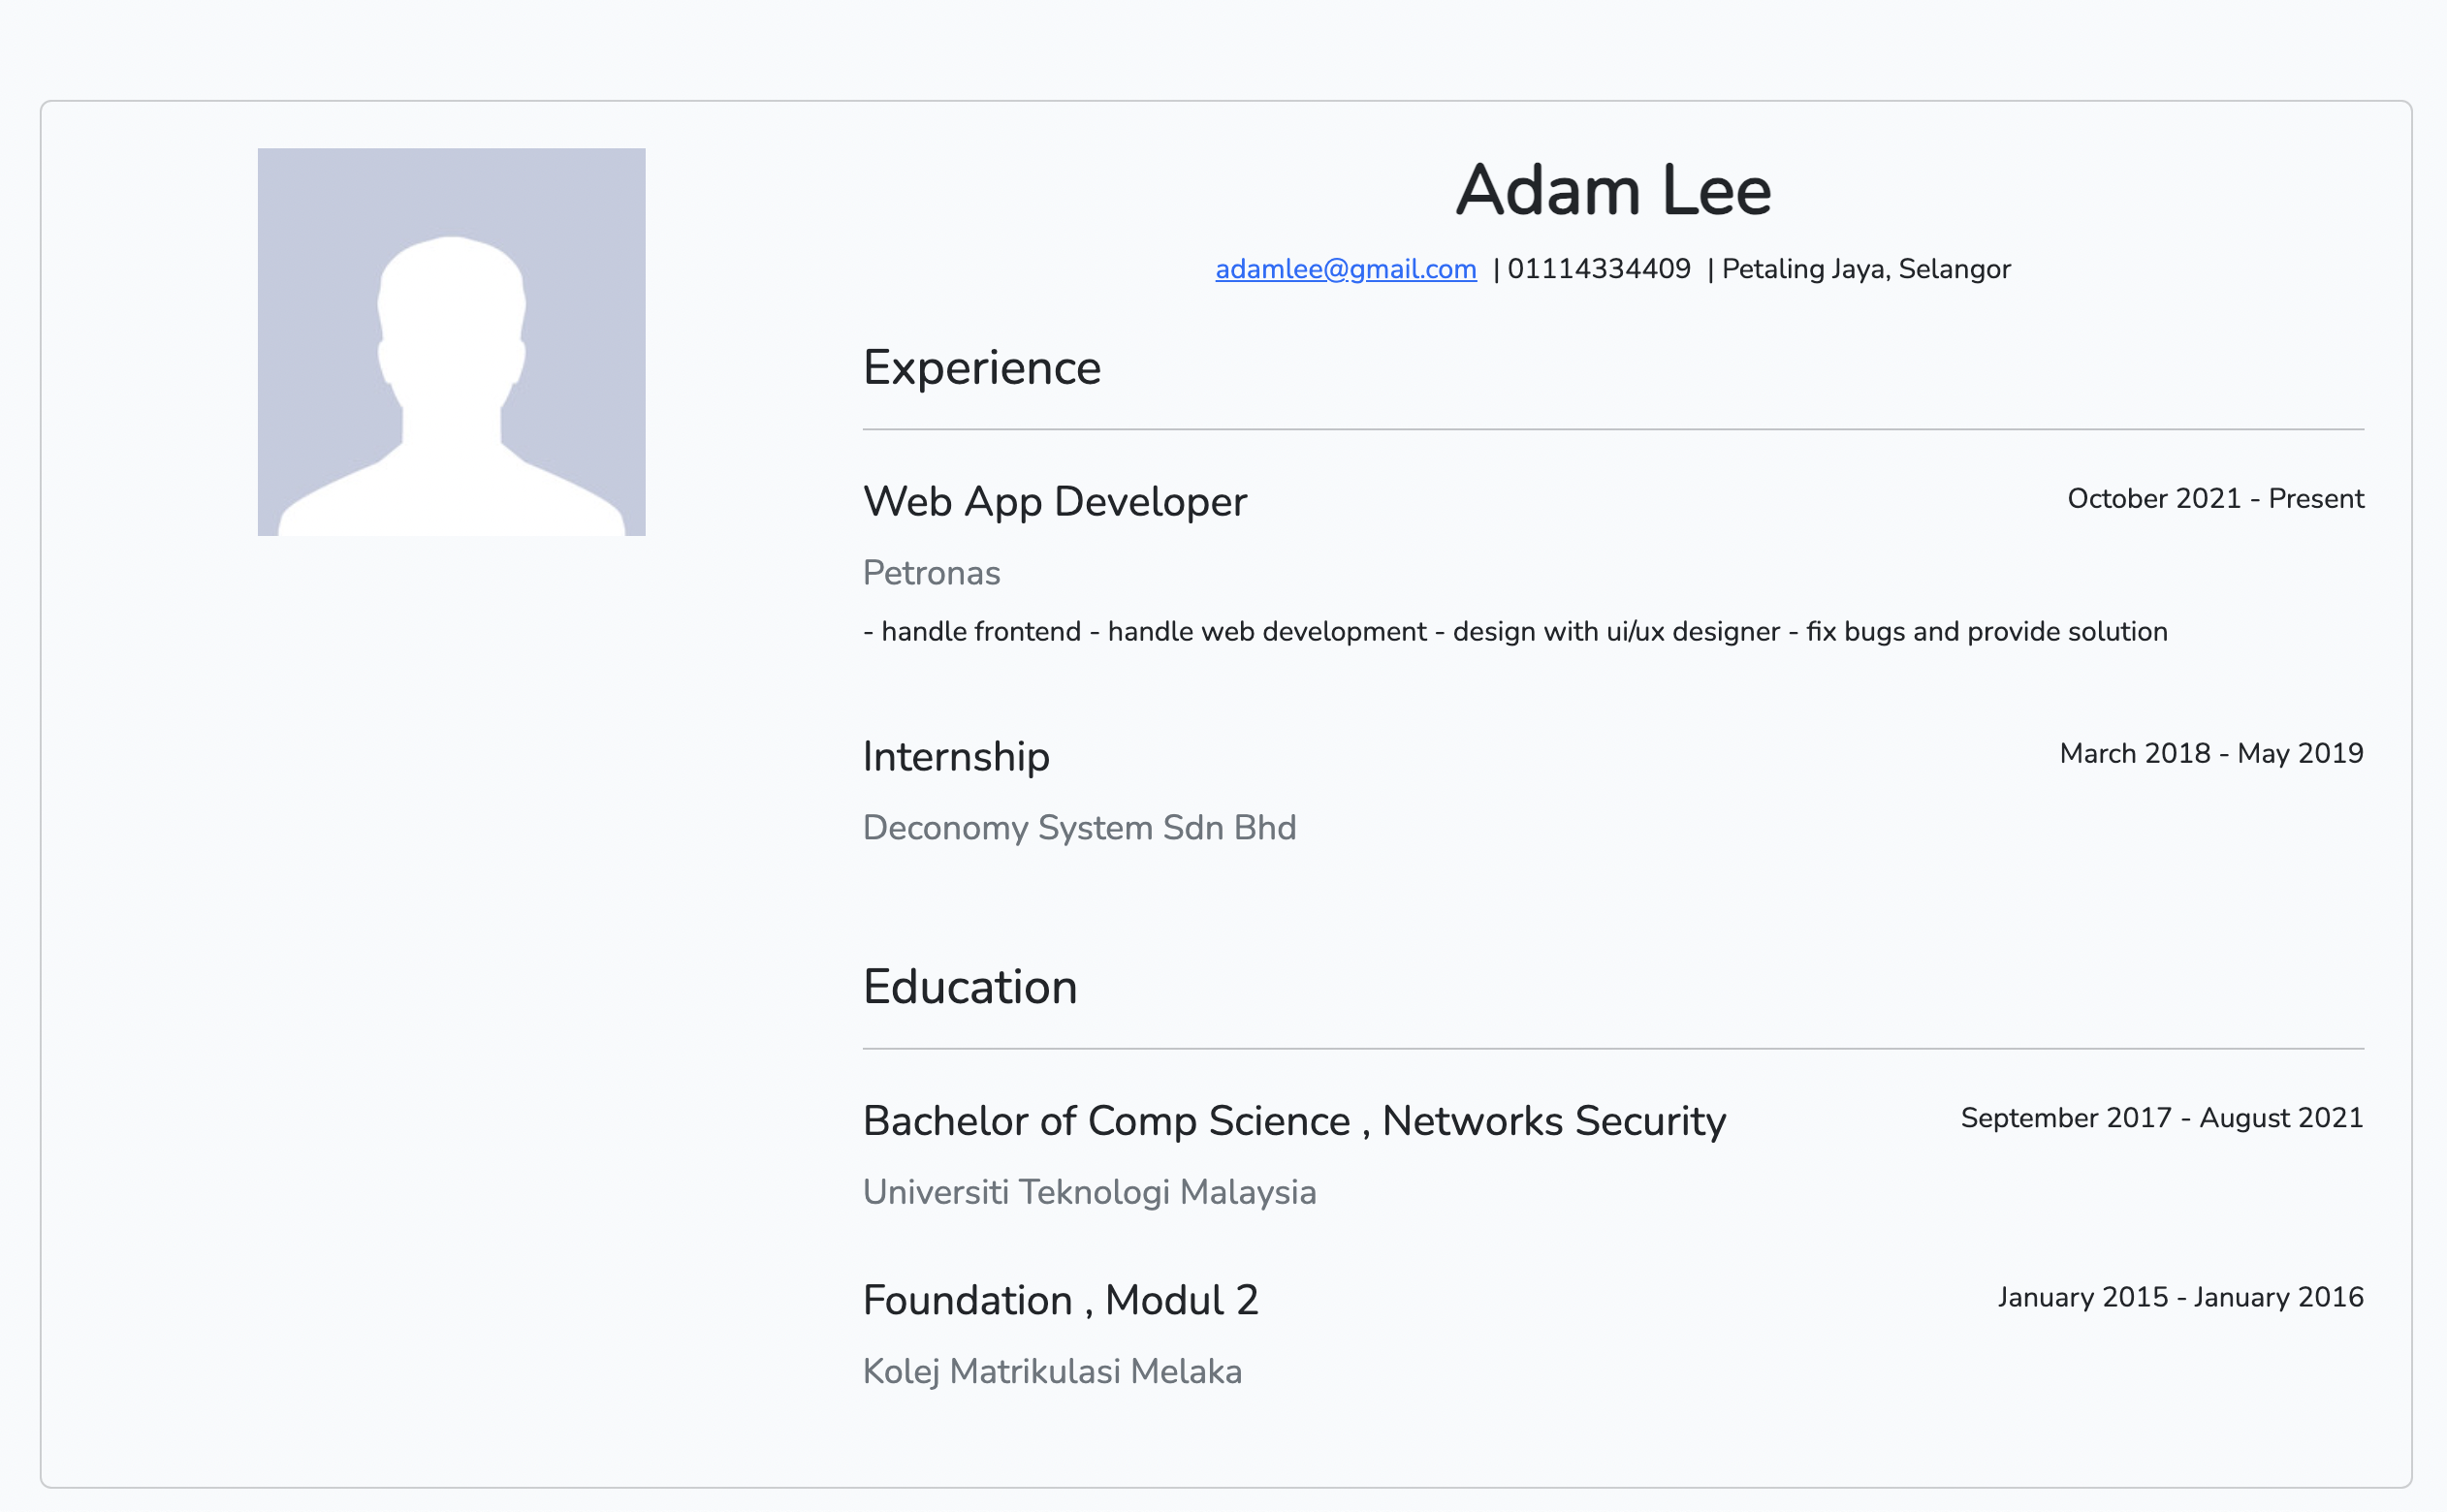 Adam Lee
adamlee@gmail.com | 01114334409 | Petaling Jaya, Selangor
Experience
Web App Developer
October 2021 - Present
Petronas
- handle frontend - handle web development - design with ui/ux designer - fix bugs and provide solution
Internship
March 2018 - May 2019
Deconomy System Sdn Bhd
Education
Bachelor of Comp Science , Networks Security
September 2017 - August 2021
Universiti Teknologi Malaysia
Foundation , Modul 2
January 2015 - January 2016
Kolej Matrikulasi Melaka